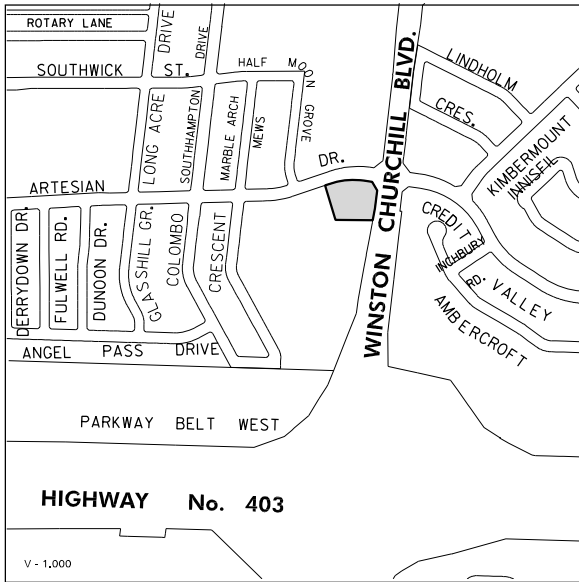 ROTARY LANE
DRIVE
DRIVE
SOUTHWICK ST.
HALF MOON GROVE
WINSTON CHURCHILL BLVD.
LINDHOLM
CRES.
KIMBERMOUNT
INNISFIL
LONG ACRE
SOUTHHAMPTON
MARBLE ARCH
MEWS
ARTESIAN
DR.
DERRYDOWN DR.
FULWELL RD.
DUNOON DR.
GLASSHILL GR.
COLOMBO
CRESCENT
CREDIT
VALLEY
INCHBURY
RD.
AMBERCROFT
ANGEL PASS DRIVE
PARKWAY BELT WEST
HIGHWAY No. 403
V - 1.000